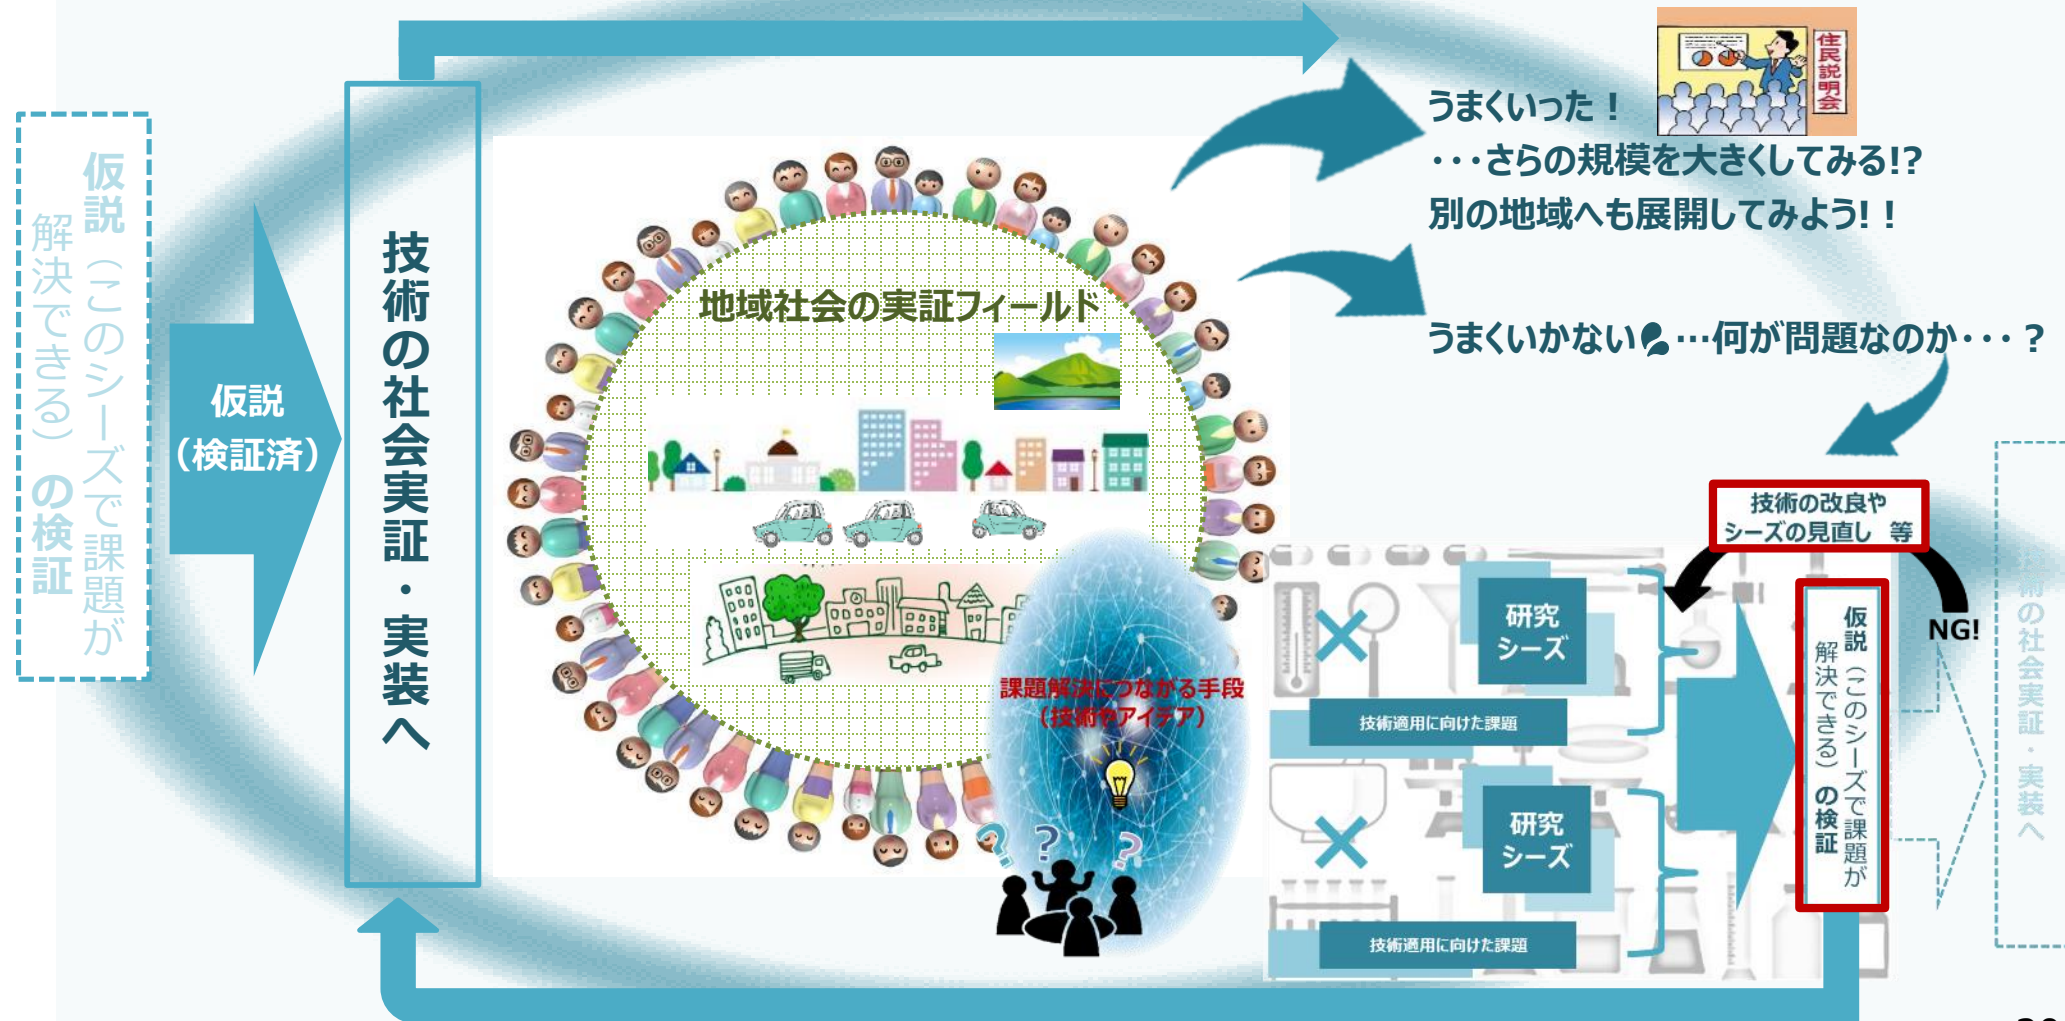 仮説（このシーズで課題が
解決できる）の検証
仮説
（検証済）
技術の社会実証・実装へ
地域社会の実証フィールド
課題解決につながる手段
（技術やアイデア）
?
?
?
住民説明会
うまくいった！
・・・さらの規模を大きくしてみる!?
別の地域へも展開してみよう！！
うまくいかない…何が問題なのか・・・？
技術の改良や
シーズの見直し 等
NG!
研究
シーズ
技術適用に向けた課題
研究
シーズ
技術適用に向けた課題
仮説（このシーズで課題が
解決できる）の検証
術の社会実証・実装へ